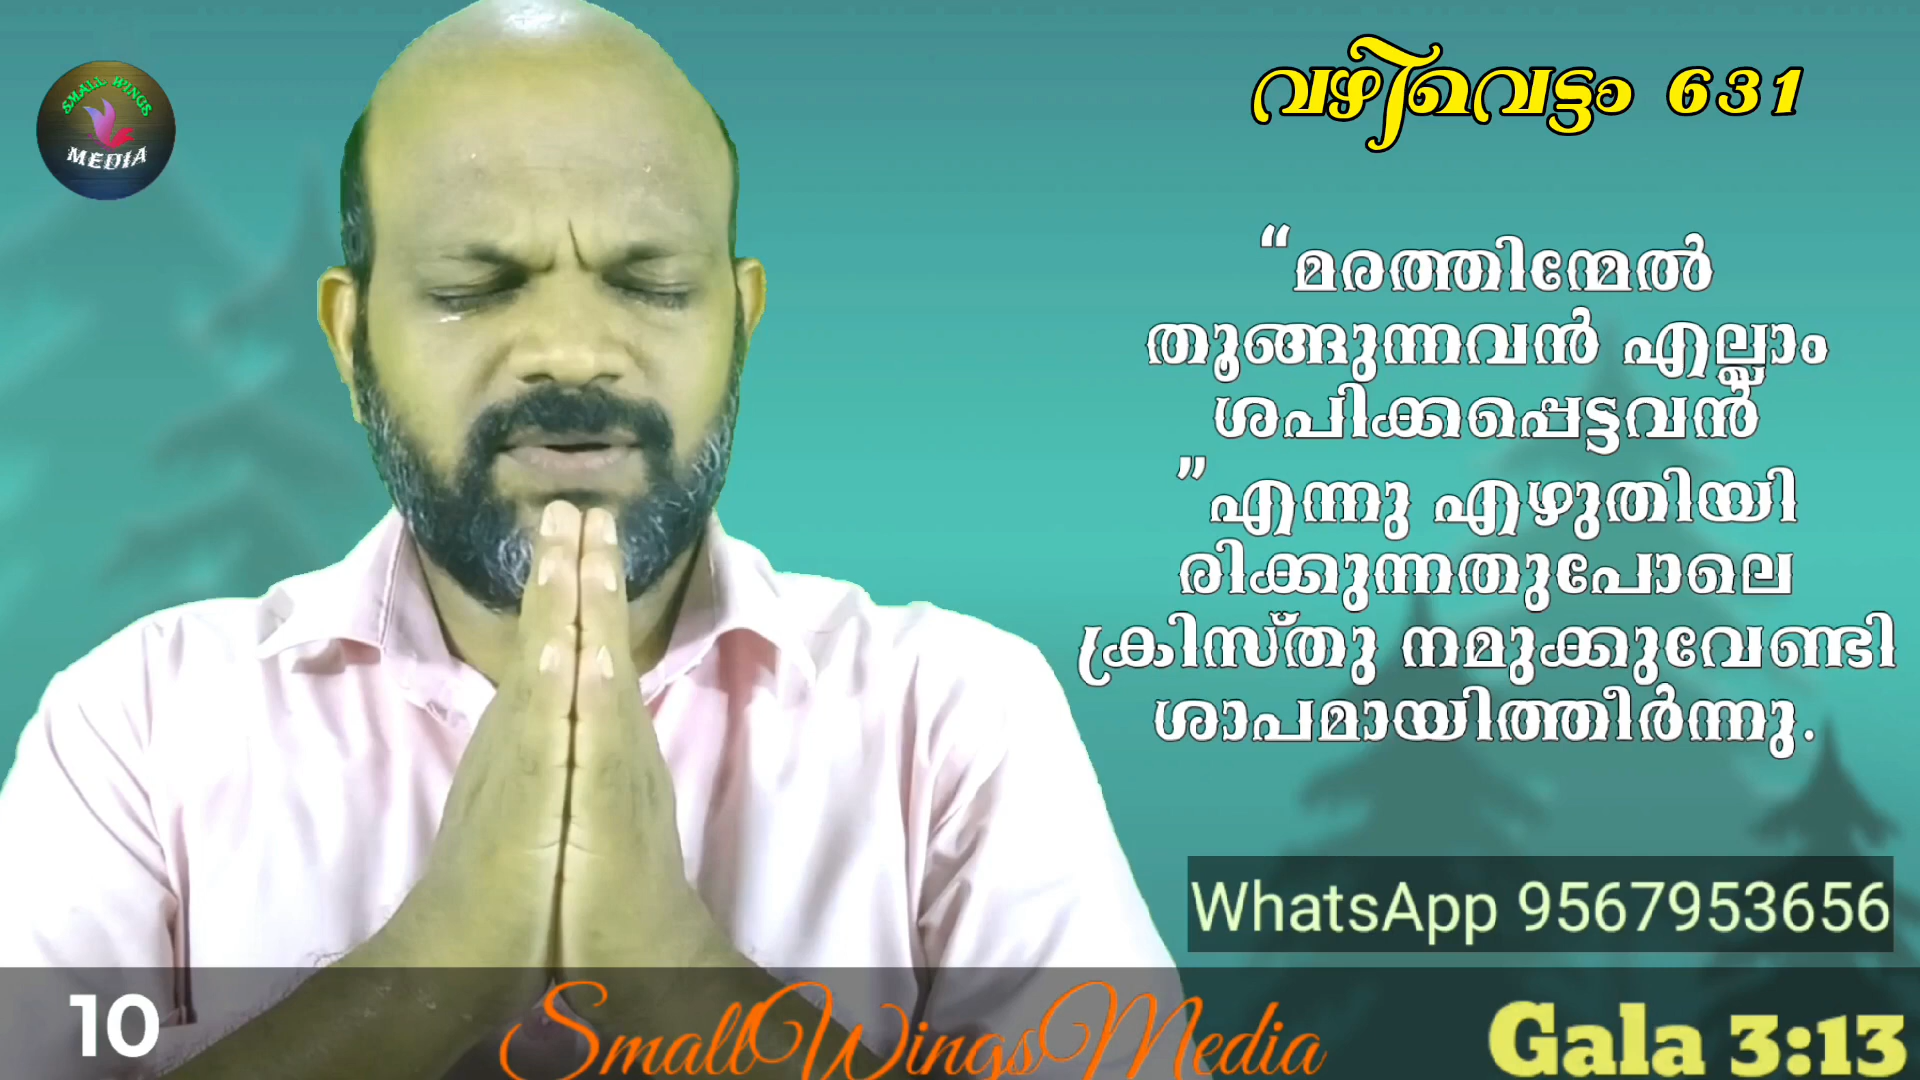 SMALL WINGS
MEDIA
വഴിവെട്ടം 631
“മരത്തിന്മേൽ
തൂങ്ങുന്നവൻ എല്ലാം
ശപിക്കപ്പെട്ടവൻ
”എന്നു എഴുതിയി
രിക്കുന്നതുപോലെ
ക്രിസ്തു നമുക്കുവേണ്ടി
ശാപമായിത്തീർന്നു.
WhatsApp 9567953656
10
SmallWingsMedia
Gala 3:13